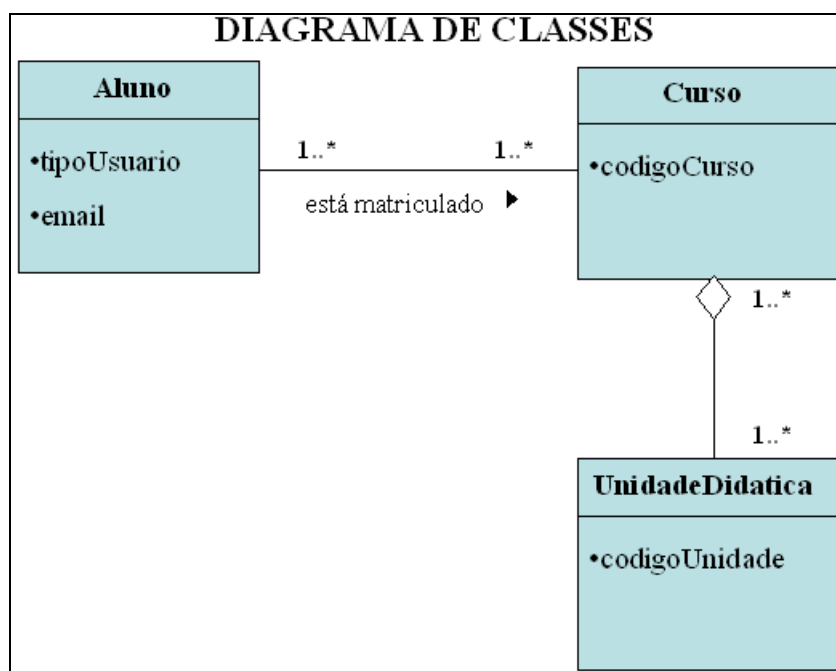 DIAGRAMA DE CLASSES
Aluno
•tipoUsuario
•email
1..* 1..*
está matriculado
Curso
•codigoCurso
1..*
1..*
UnidadeDidatica
•codigoUnidade